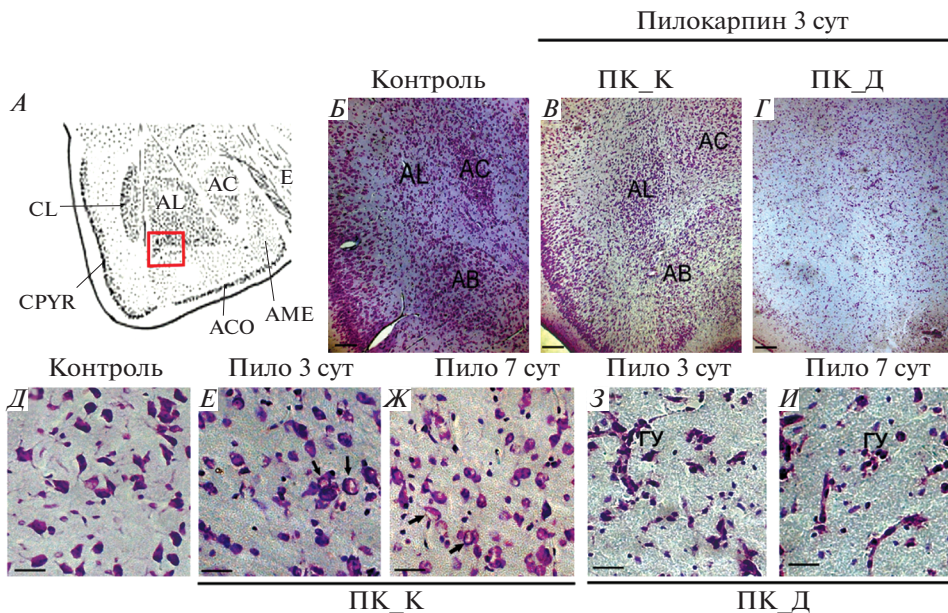 Пилокарпин 3 сут
Контроль ПК_К ПК_Д
А Б В Г
AC E
CL AL
CPYR ACO AME
AL AC AB
AL AC AB
Контроль Пило 3 сут Пило 7 сут Пило 3 сут Пило 7 сут
Д Е Ж З И
ГУ ГУ
ПК_К ПК_Д